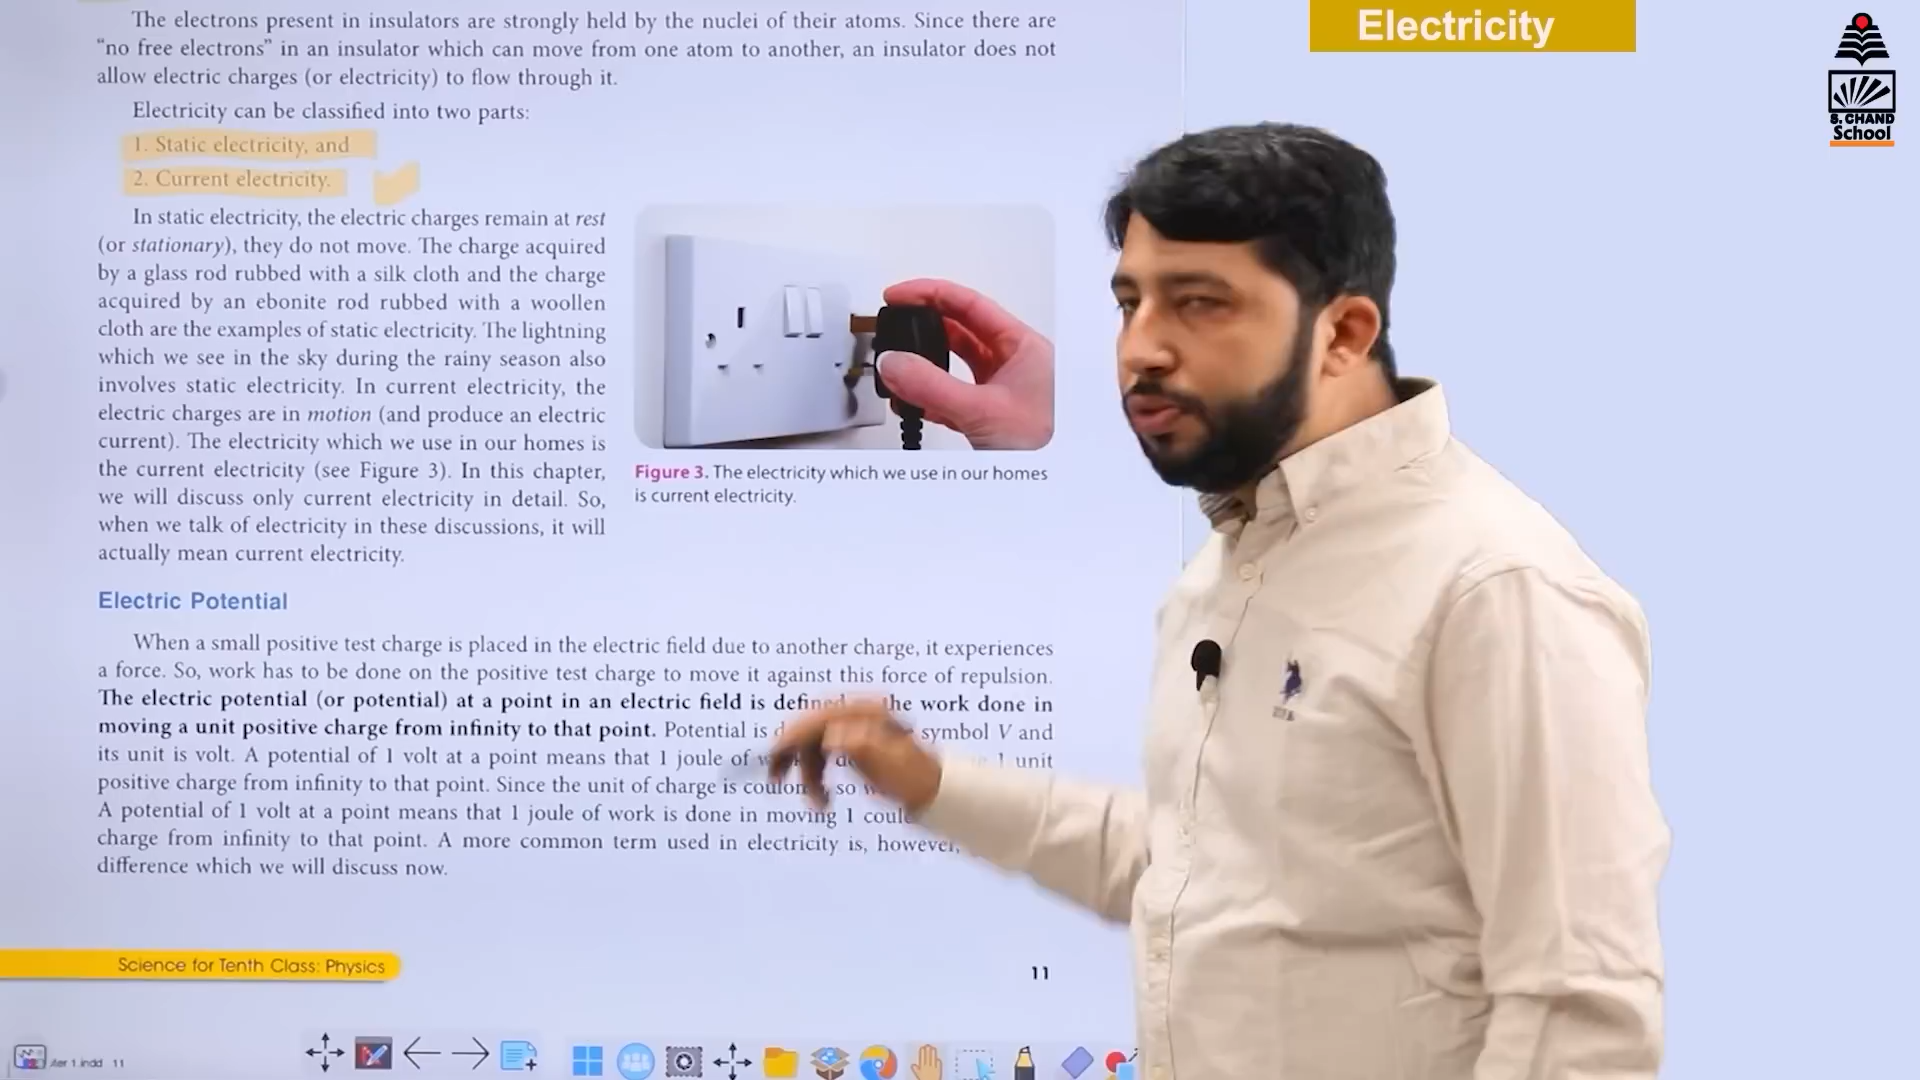 Electricity
S. CHAND
School
The electrons present in insulators are strongly held by the nuclei of their atoms. Since there are
“no free electrons” in an insulator which can move from one atom to another, an insulator does not
allow electric charges (or electricity) to flow through it.
Electricity can be classified into two parts:
1. Static electricity, and
2. Current electricity.
In static electricity, the electric charges remain at rest
(or stationary), they do not move. The charge acquired
by a glass rod rubbed with a silk cloth and the charge
acquired by an ebonite rod rubbed with a woollen
cloth are the examples of static electricity. The lightning
which we see in the sky during the rainy season also
involves static electricity. In current electricity, the
electric charges are in motion (and produce an electric
current). The electricity which we use in our homes is
the current electricity (see Figure 3). In this chapter,
we will discuss only current electricity in detail. So,
when we talk of electricity in these discussions, it will
actually mean current electricity.
Figure 3. The electricity which we use in our homes
is current electricity.
Electric Potential
When a small positive test charge is placed in the electric field due to another charge, it experiences
a force. So, work has to be done on the positive test charge to move it against this force of repulsion.
The electric potential (or potential) at a point in an electric field is defined the work done in
moving a unit positive charge from infinity to that point. Potential is symbol V and
its unit is volt. A potential of 1 volt at a point means that 1 joule of 1 unit
positive charge from infinity to that point. Since the unit of charge is so
A potential of 1 volt at a point means that 1 joule of work is done in moving 1
charge from infinity to that point. A more common term used in electricity is, however,
difference which we will discuss now.
Science for Tenth Class: Physics
11
1.indd 11